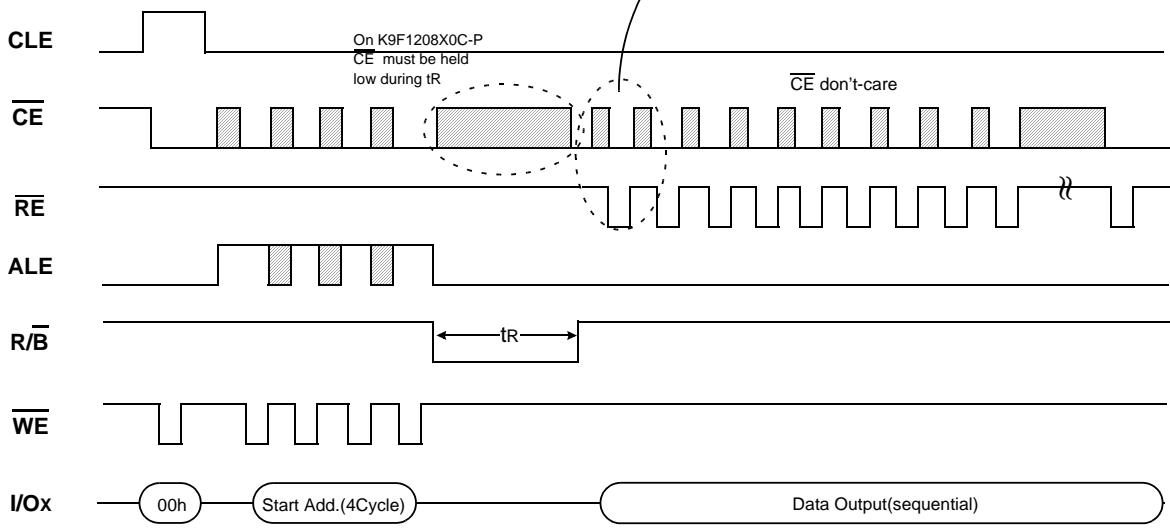 CLE
On K9F1208X0C-P
CE must be held
low during tR
CE don't-care
CE
RE
ALE
R/B
tR
WE
I/Ox
00h
Start Add.(4Cycle)
Data Output(sequential)